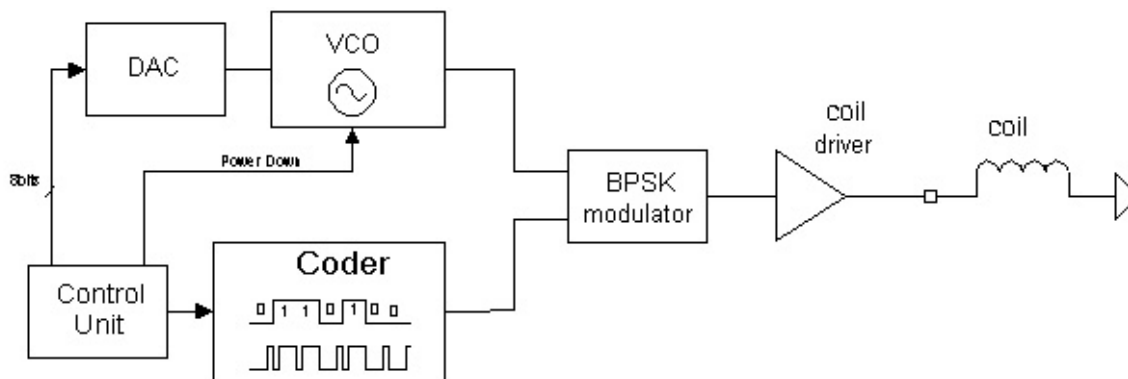 VCO
DAC
coil
driver
coil
Power Down
8bits
BPSK
modulator
Coder
0 1 1 0 1 0 0
Control
Unit